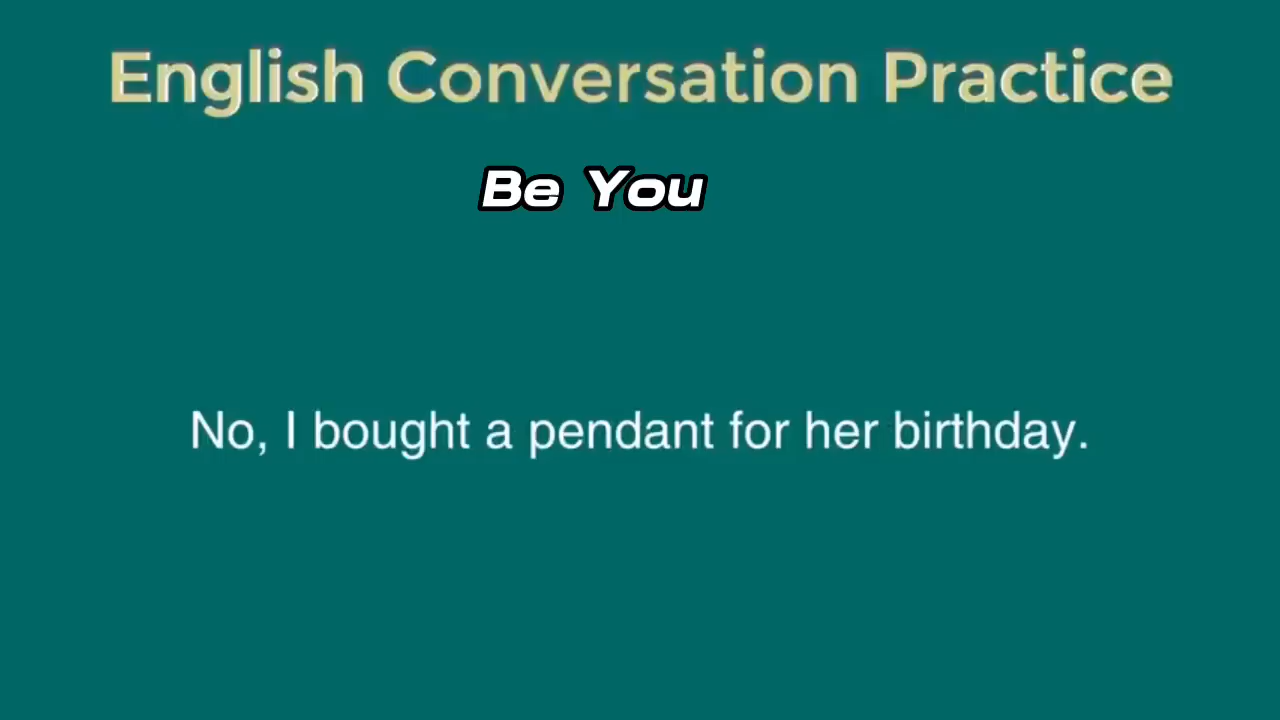 English Conversation Practice
Be You
No, I bought a pendant for her birthday.